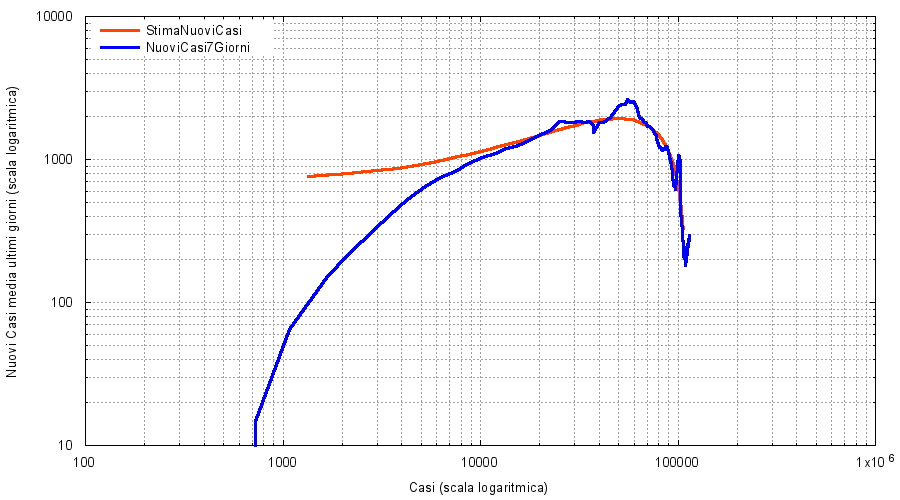 10000
StimaNuoviCasi
NuoviCasi7Giorni
1000
100
10
Nuovi Casi media ultimi giorni (scala logaritmica)
100
1000
10000
100000
1x10 6
Casi (scala logaritmica)